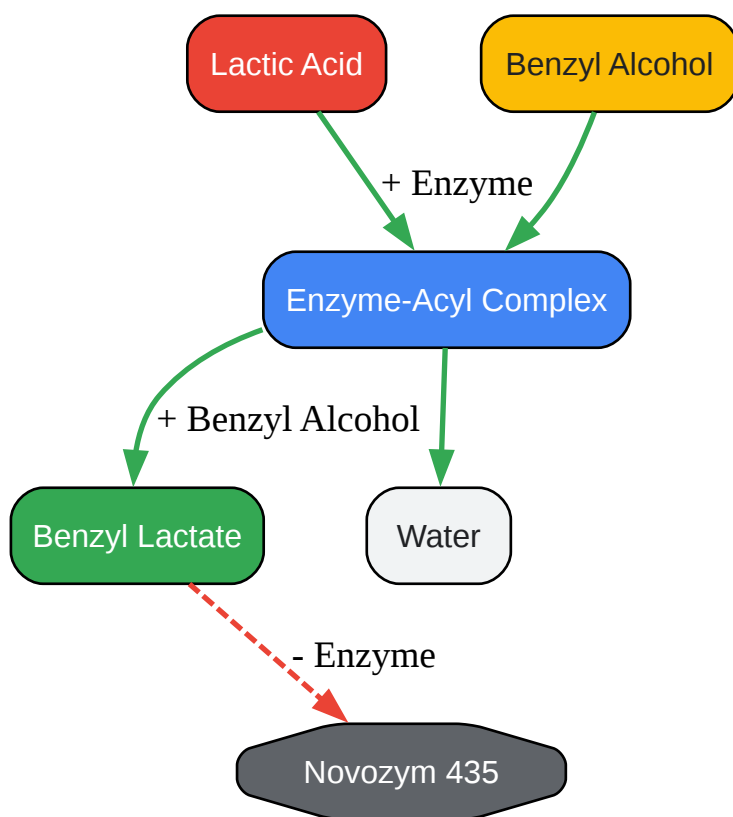 Lactic Acid
Benzyl Alcohol
+ Enzyme
Enzyme-Acyl Complex
+ Benzyl Alcohol
Benzyl Lactate
Water
- Enzyme
Novozym 435